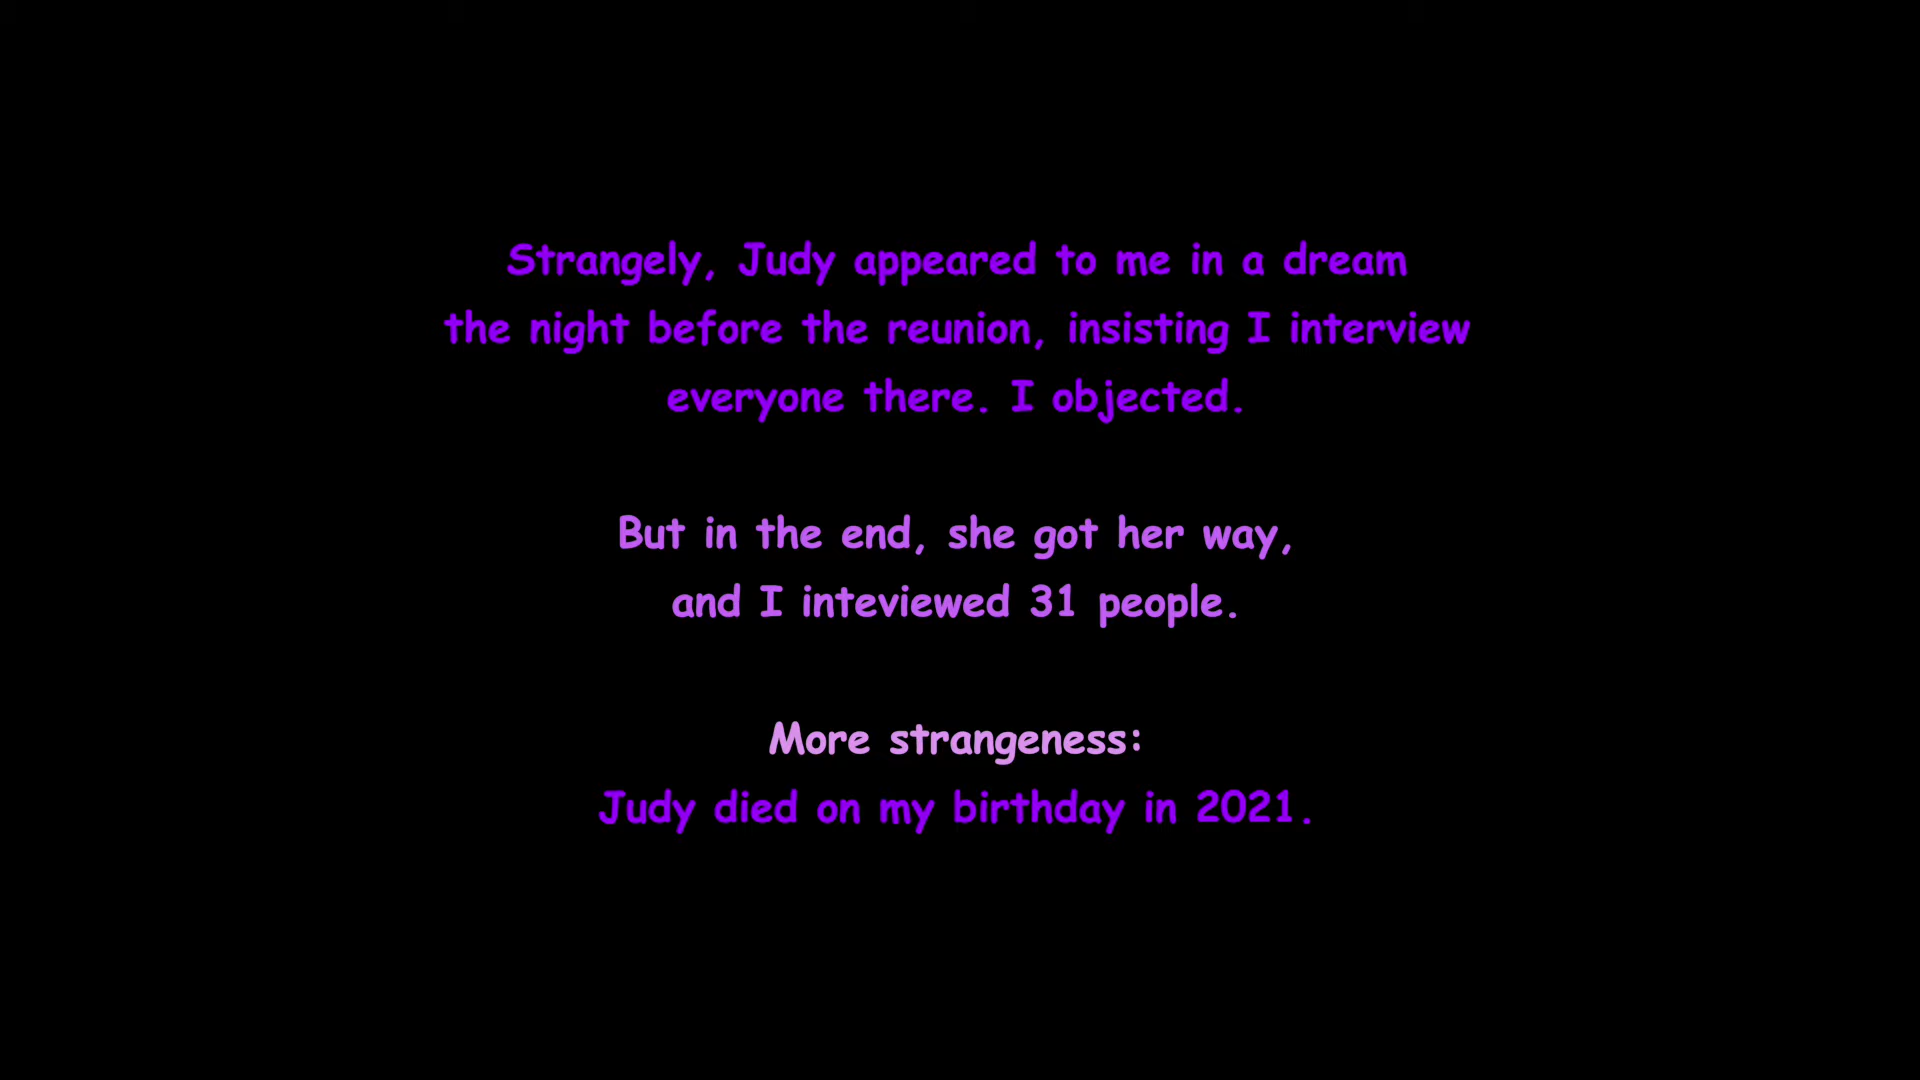 Strangely, Judy appeared to me in a dream
the night before the reunion, insisting I interview
everyone there. I objected.
But in the end, she got her way,
and I inteviewed 31 people.
More strangeness:
Judy died on my birthday in 2021.